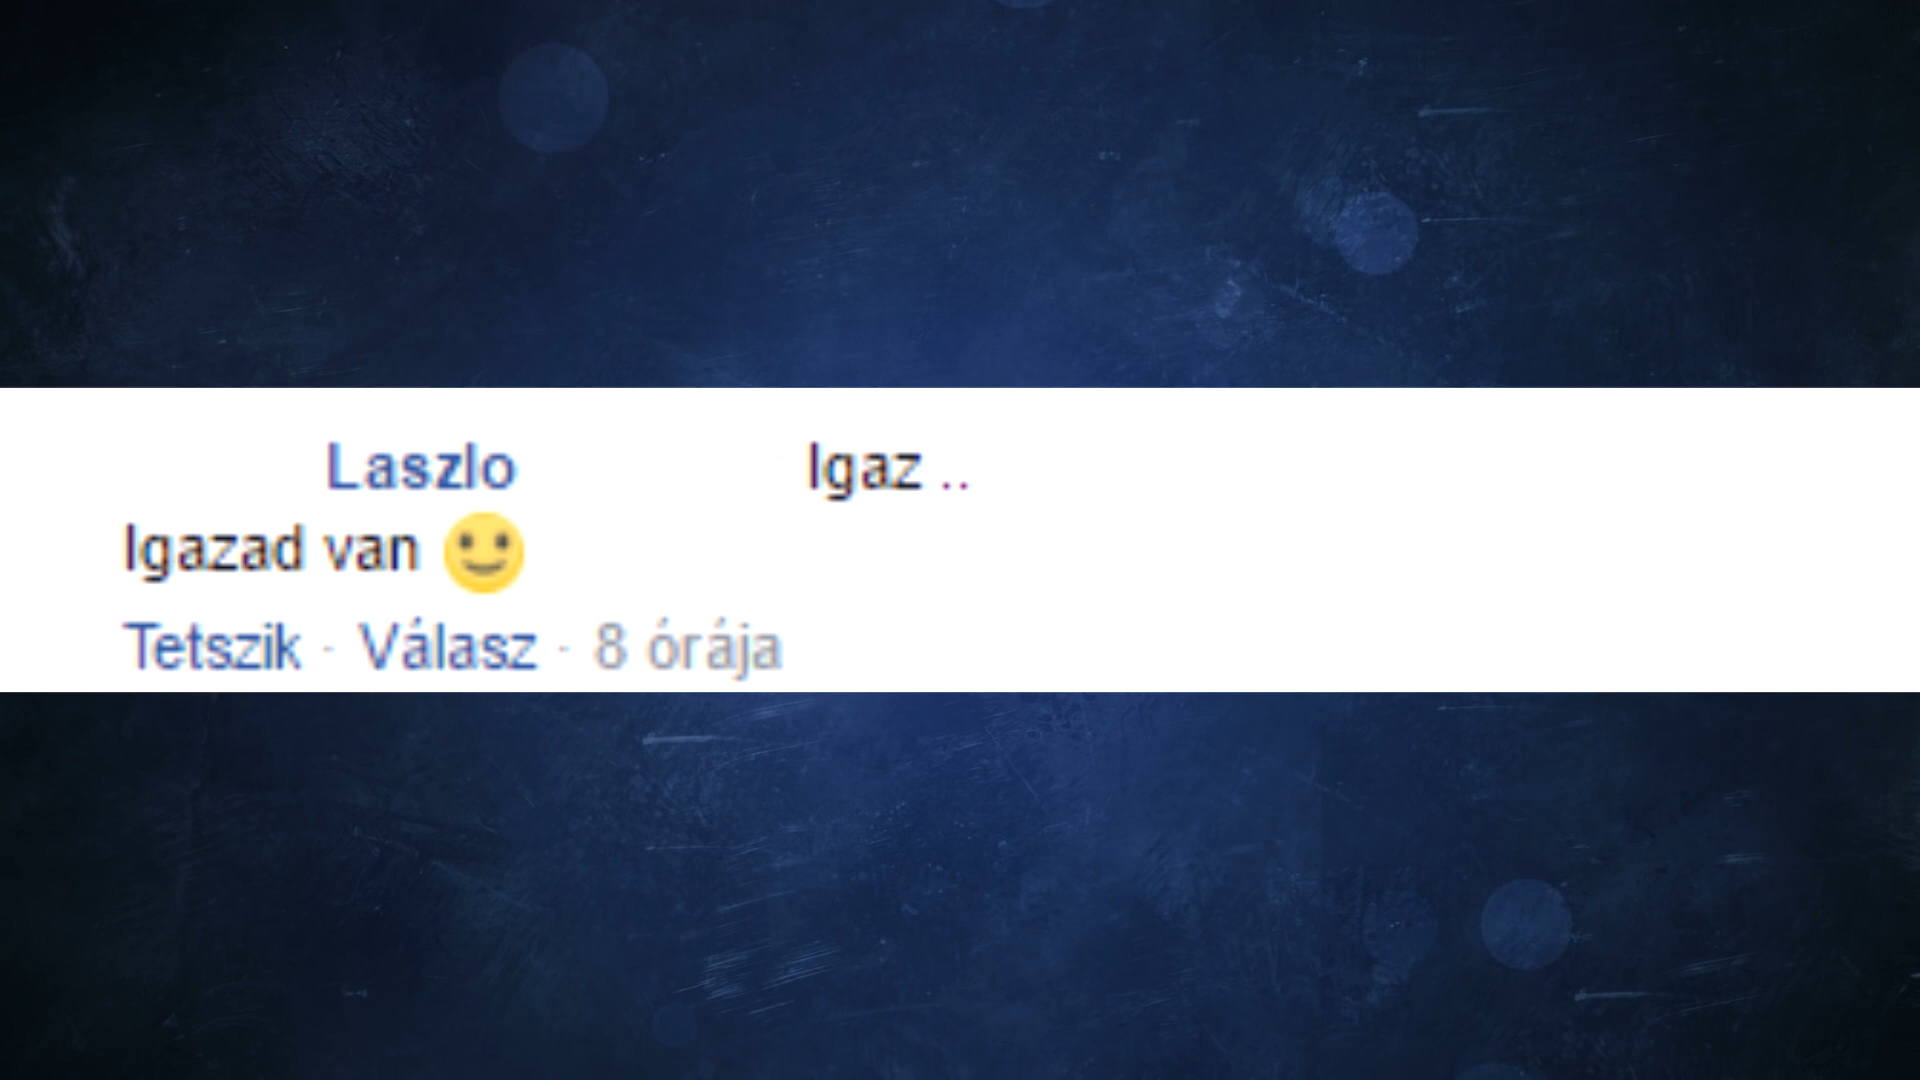 Laszlo Igaz ..
Igazad van 🙂
Tetszik · Válasz · 8 órája